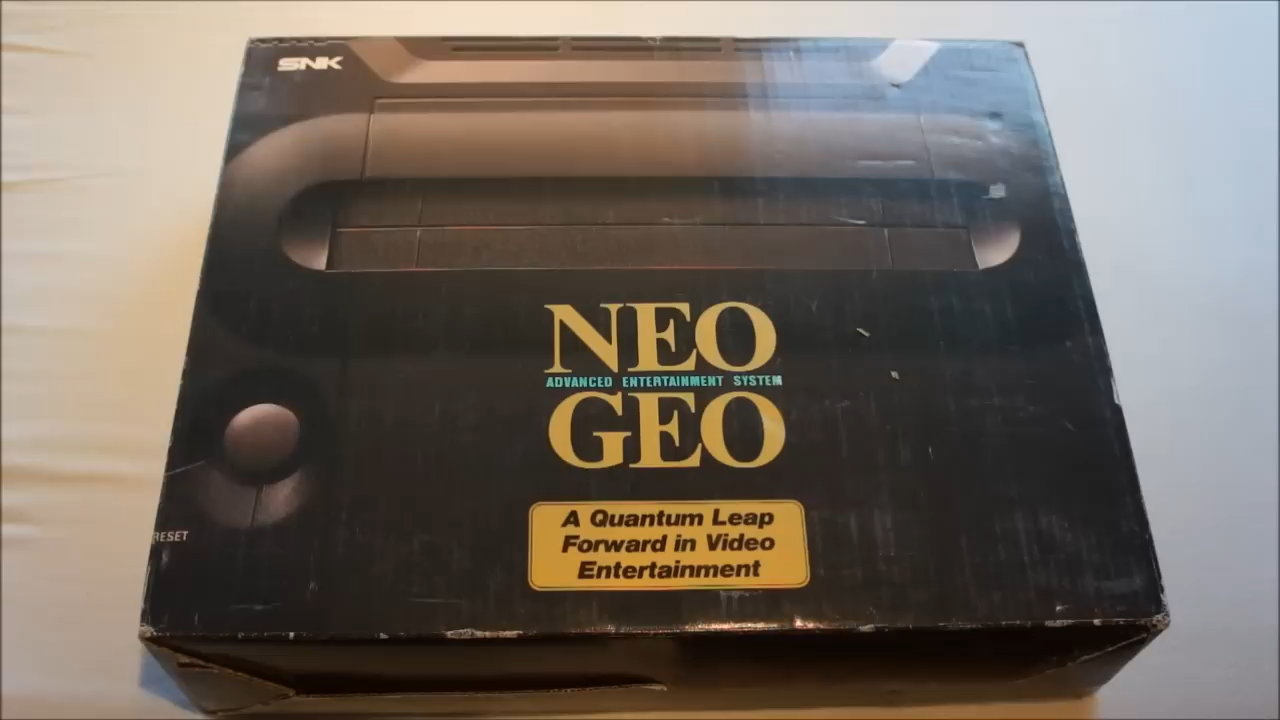 SNK
NEO
ADVANCED ENTERTAINMENT SYSTEM
GEO
A Quantum Leap
Forward in Video
Entertainment
RESET